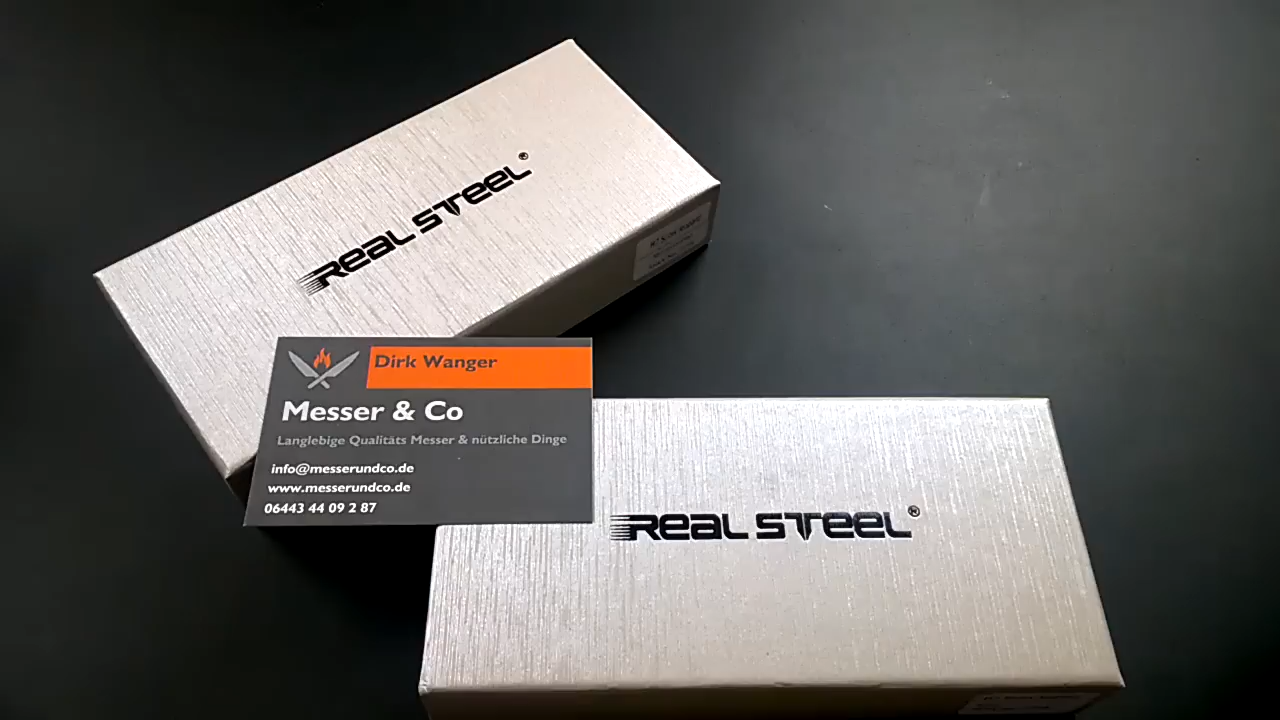 REAL STEEL®
Dirk Wanger
Messer & Co
Langlebige Qualitäts Messer & nützliche Dinge
info@messerundco.de
www.messerundco.de
06443 44 09 2 87
REAL STEEL®